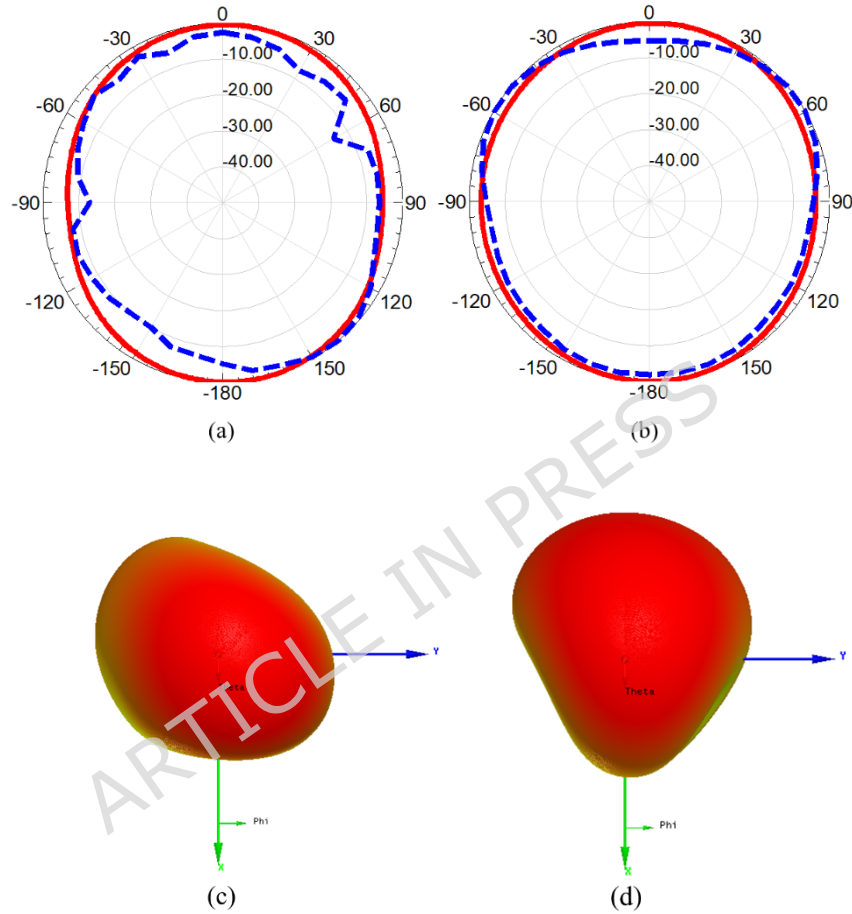 0 0
-30 30 -30 30
-10.00 -10.00
-60 -20.00 60 -60 -20.00 60
-30.00 -30.00
-40.00 -40.00
-90 90 -90 90
-120 120 -120 120
-150 150 -150 150
-180 -180
(a) (b)
ARTICLE IN PRESS
Y Y
Theta Theta
Phi Phi
X X
(c) (d)